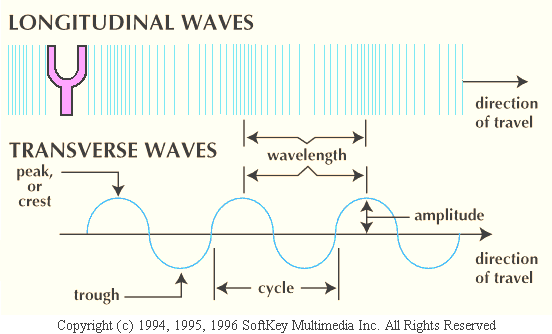 LONGITUDINAL WAVES
direction
of travel
wavelength
TRANSVERSE WAVES
peak,
or
crest
amplitude
direction
of travel
trough
cycle
Copyright (c) 1994, 1995, 1996 SoftKey Multimedia Inc. All Rights Reserved